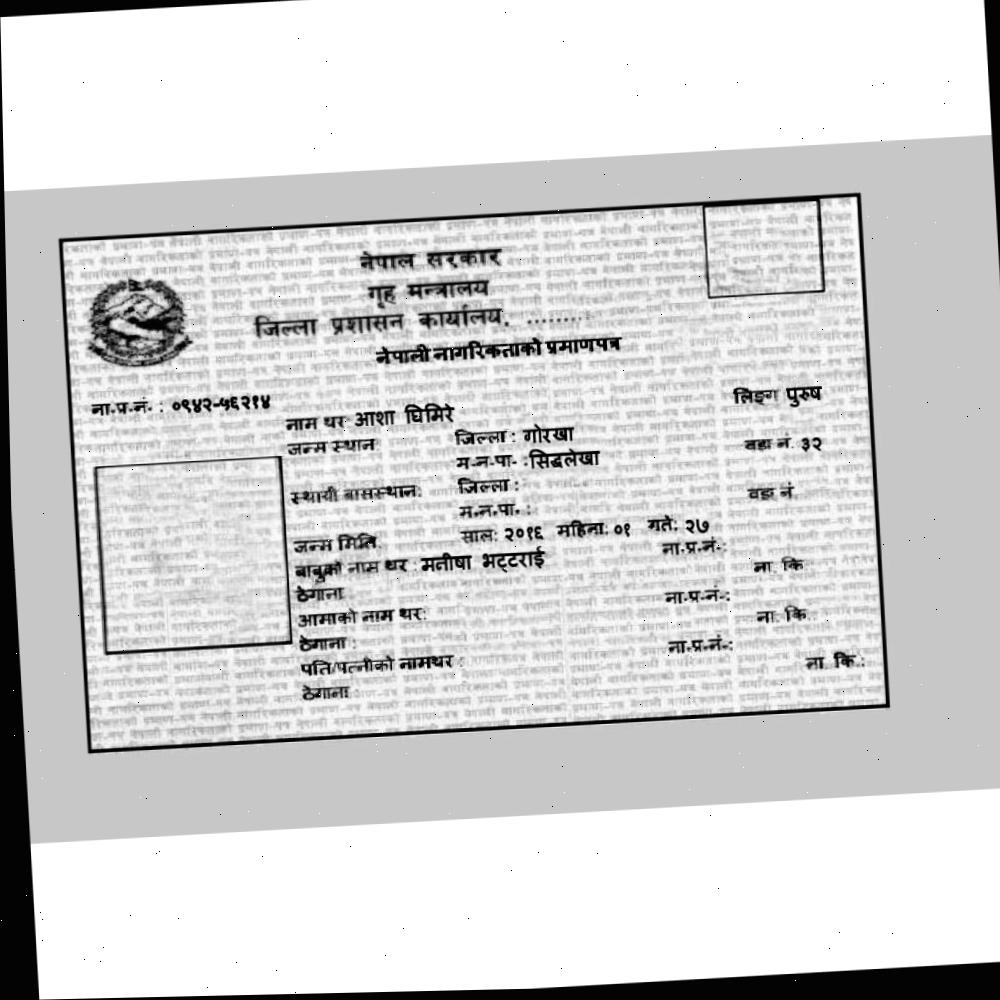 नेपाल सरकार
गृह मन्त्रालय
जिल्ला प्रशासन कार्यालय, .........
नेपाली नागरिकताको प्रमाणपत्र
ना.प्र.नं. : ०९४२-५६२१४
लिङ्ग पुरुष
नाम थर आशा घिमिरे
जन्म स्थान: जिल्ला : गोरखा
म.न.पा. : सिद्धलेखा वडा नं. ३२
स्थायी बासस्थान: जिल्ला :
म.न.पा. : वडा नं.
जन्म मिति: साल: २०१६ महिना: ०१ गते: २७
बाबुको नाम थर : मनीषा भट्टराई ना.प्र.नं.:
ठेगाना ना. कि
आमाको नाम थर: ना.प्र.नं.:
ठेगाना : ना. कि
पति/पत्नीको नामथर : ना.प्र.नं.:
ठेगाना : ना. कि.: